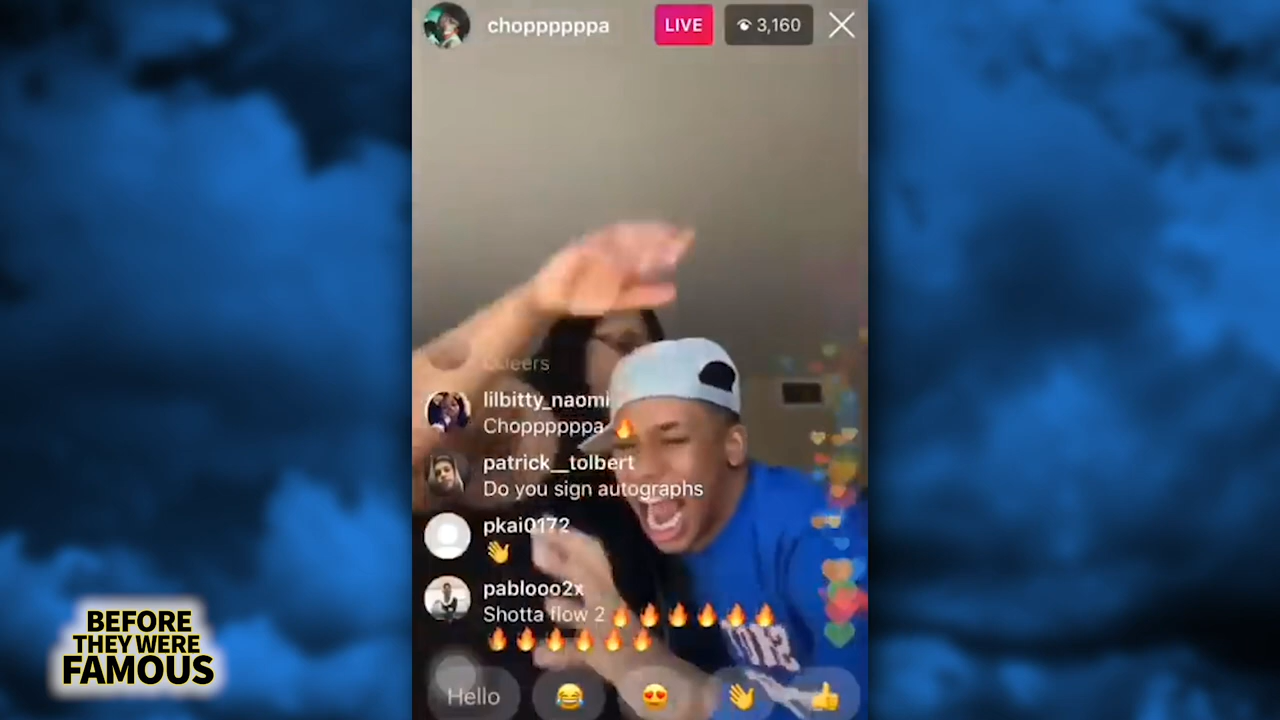 choppppppa
LIVE
3,160
lilbitty_naomi
Choppppppa 🔥
patrick__tolbert
Do you sign autographs
pkai0172
👋
pablooo2x
Shotta flow 2 🔥🔥🔥🔥🔥🔥
🔥🔥🔥🔥🔥🔥
Hello 😂 😍 👋 👍
BEFORE
THEY WERE
FAMOUS